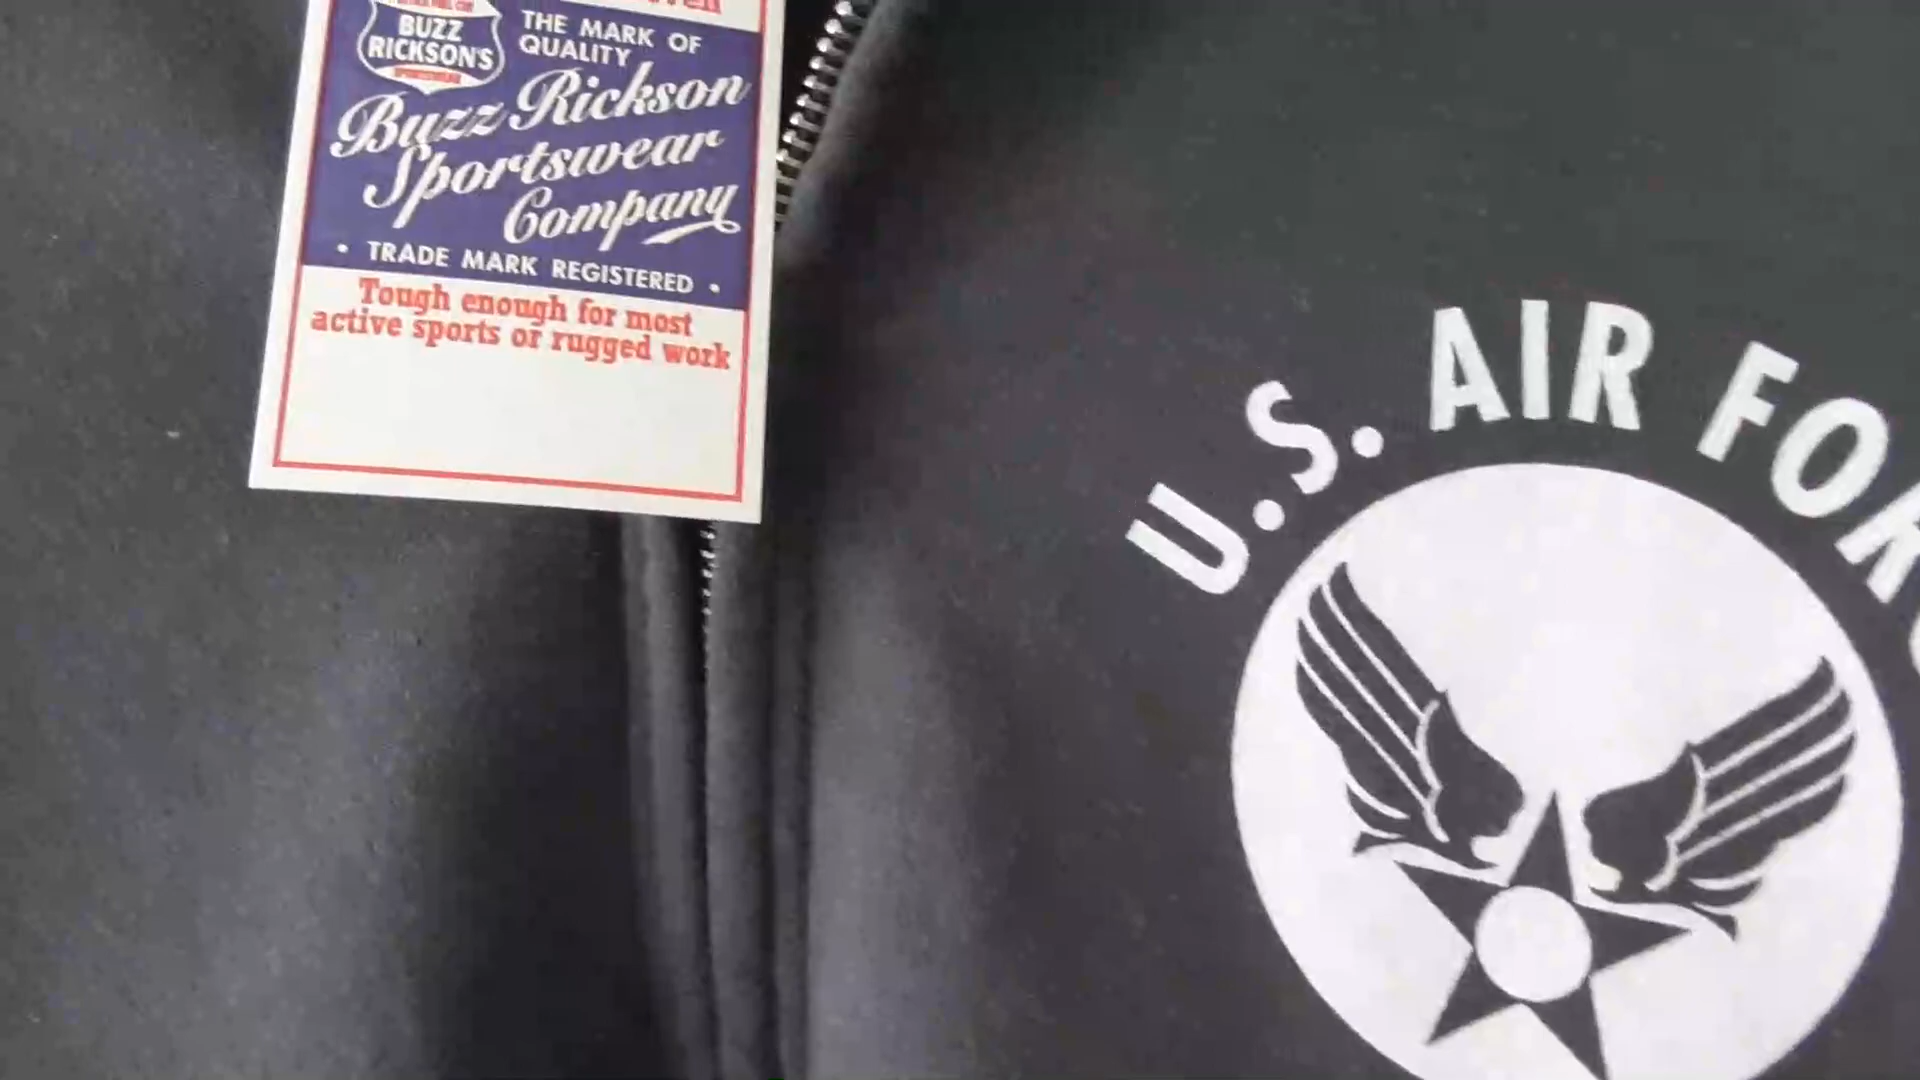 BUZZ
RICKSON'S
THE MARK OF
QUALITY
Buzz Rickson
Sportswear
Company
• TRADE MARK REGISTERED •
Tough enough for most
active sports or rugged work
U.S. AIR FORC